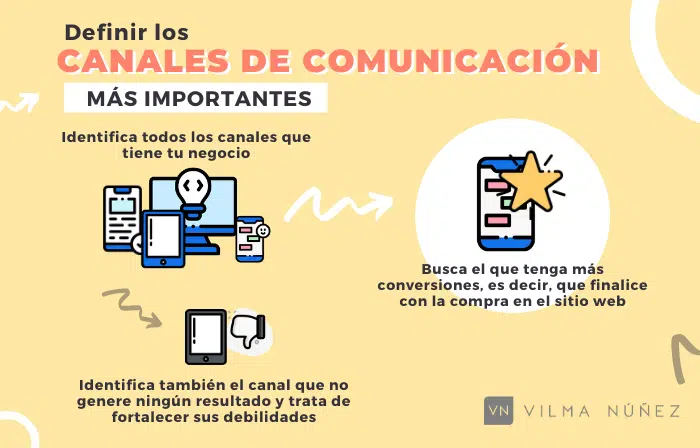 Definir los
CANALES DE COMUNICACIÓN
MÁS IMPORTANTES
Identifica todos los canales que
tiene tu negocio
Busca el que tenga más
conversiones, es decir, que finalice
con la compra en el sitio web
Identifica también el canal que no
genere ningún resultado y trata de
fortalecer sus debilidades
VN VILMA NÚÑEZ